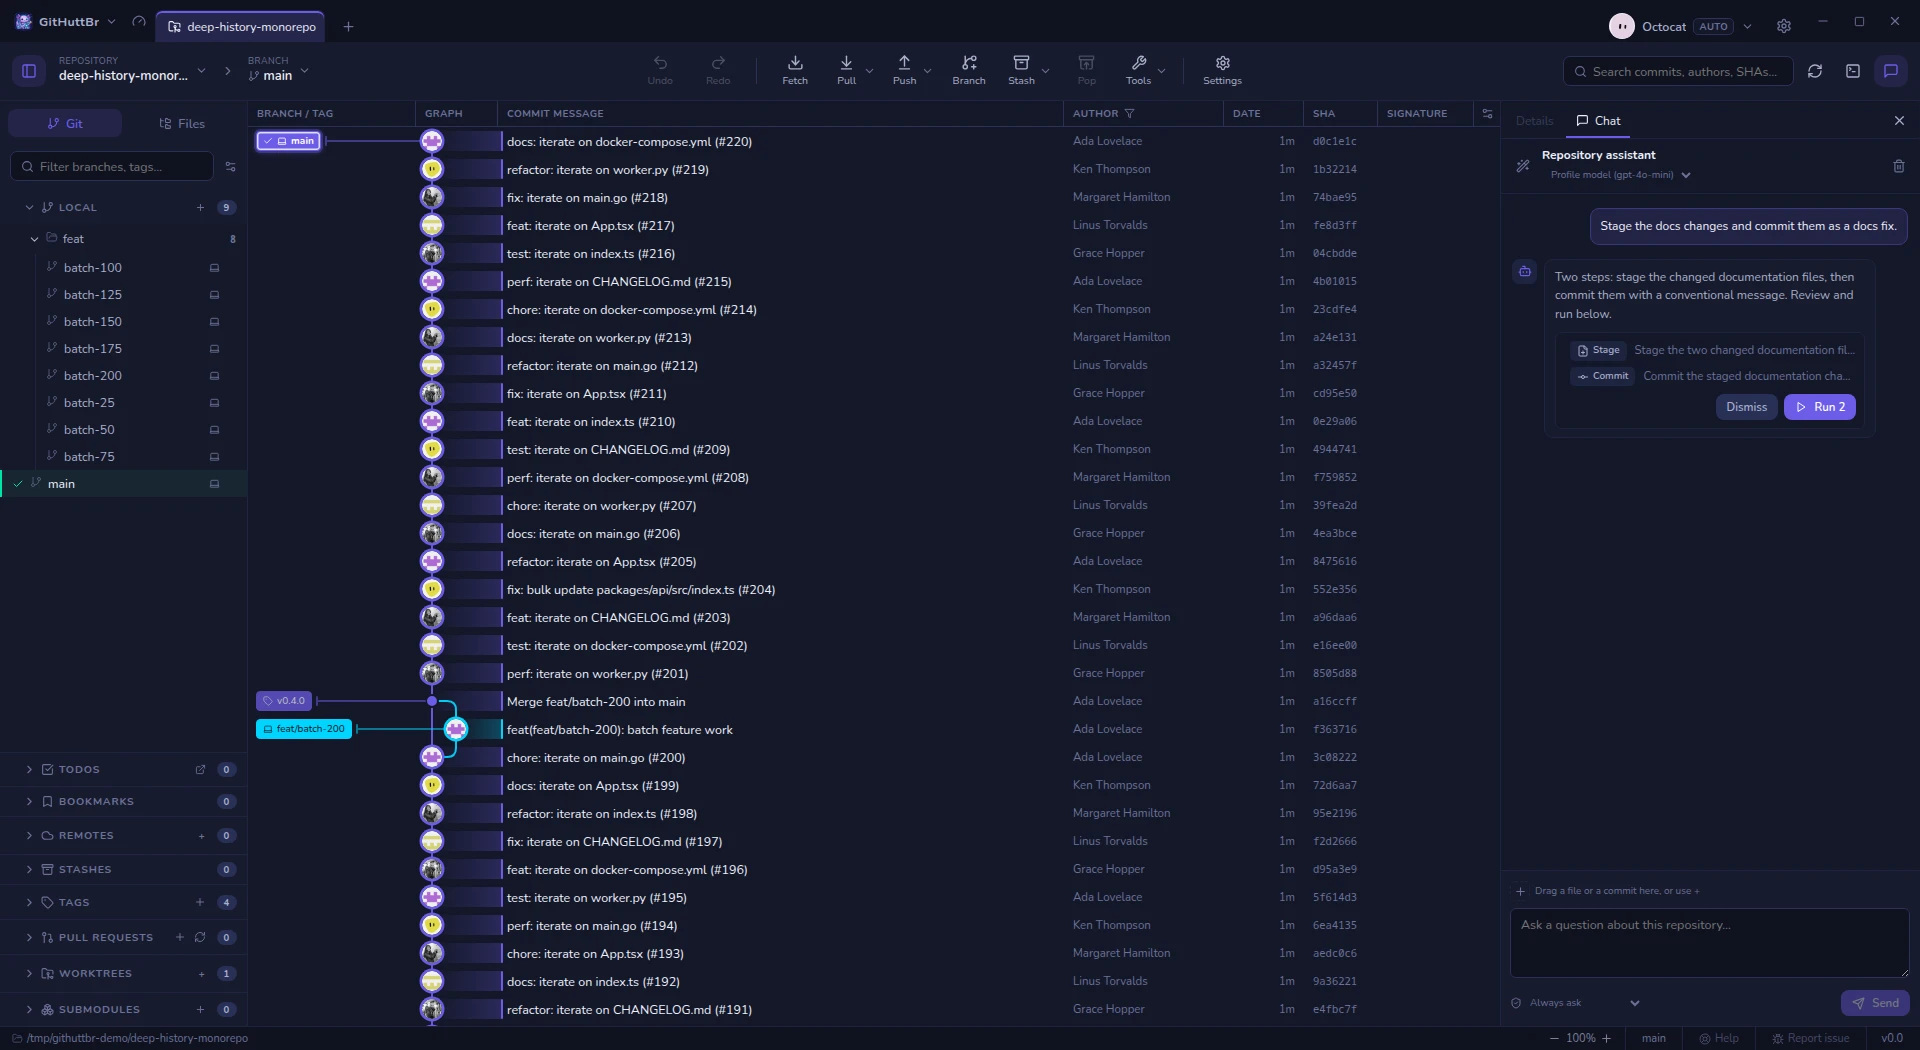 GitHuttBr
deep-history-monorepo
Octocat AUTO
REPOSITORY
deep-history-monor...
BRANCH
main
Undo
Redo
Fetch
Pull
Push
Branch
Stash
Pop
Tools
Settings
Search commits, authors, SHAs...
Git
Files
Filter branches, tags...
LOCAL 9
feat 8
batch-100
batch-125
batch-150
batch-175
batch-200
batch-25
batch-50
batch-75
main
TODOS 0
BOOKMARKS 0
REMOTES 0
STASHES 0
TAGS 4
PULL REQUESTS 0
WORKTREES 1
SUBMODULES 0
BRANCH / TAG GRAPH COMMIT MESSAGE AUTHOR DATE SHA SIGNATURE
main docs: iterate on docker-compose.yml (#220) Ada Lovelace 1m d0c1e1c
refactor: iterate on worker.py (#219) Ken Thompson 1m 1b32214
fix: iterate on main.go (#218) Margaret Hamilton 1m 74bae95
feat: iterate on App.tsx (#217) Linus Torvalds 1m fe8d3ff
test: iterate on index.ts (#216) Grace Hopper 1m 04cbdde
perf: iterate on CHANGELOG.md (#215) Ada Lovelace 1m 4b01015
chore: iterate on docker-compose.yml (#214) Ken Thompson 1m 23cdfe4
docs: iterate on worker.py (#213) Margaret Hamilton 1m a24e131
refactor: iterate on main.go (#212) Linus Torvalds 1m a32457f
fix: iterate on App.tsx (#211) Grace Hopper 1m cd95e50
feat: iterate on index.ts (#210) Ada Lovelace 1m 0e29a06
test: iterate on CHANGELOG.md (#209) Ken Thompson 1m 4944741
perf: iterate on docker-compose.yml (#208) Margaret Hamilton 1m f759852
chore: iterate on worker.py (#207) Linus Torvalds 1m 39fea2d
docs: iterate on main.go (#206) Grace Hopper 1m 4ea3bce
refactor: iterate on App.tsx (#205) Ada Lovelace 1m 8475616
fix: bulk update packages/api/src/index.ts (#204) Ken Thompson 1m 552e356
feat: iterate on CHANGELOG.md (#203) Margaret Hamilton 1m a96daa6
test: iterate on docker-compose.yml (#202) Linus Torvalds 1m e16ee00
perf: iterate on worker.py (#201) Grace Hopper 1m 8505d88
v0.4.0 Merge feat/batch-200 into main Ada Lovelace 1m a16ccff
feat/batch-200 feat(feat/batch-200): batch feature work Ada Lovelace 1m f363716
chore: iterate on main.go (#200) Ada Lovelace 1m 3c08222
docs: iterate on App.tsx (#199) Ken Thompson 1m 72d6aa7
refactor: iterate on index.ts (#198) Margaret Hamilton 1m 95e2196
fix: iterate on CHANGELOG.md (#197) Linus Torvalds 1m f2d2666
feat: iterate on docker-compose.yml (#196) Grace Hopper 1m d95a3e9
test: iterate on worker.py (#195) Ada Lovelace 1m 5f614d3
perf: iterate on main.go (#194) Ken Thompson 1m 6ea4135
chore: iterate on App.tsx (#193) Margaret Hamilton 1m aedc0c6
docs: iterate on index.ts (#192) Linus Torvalds 1m 9a36221
refactor: iterate on CHANGELOG.md (#191) Grace Hopper 1m e4fbc7f
Details
Chat
Repository assistant
Profile model (gpt-4o-mini)
Stage the docs changes and commit them as a docs fix.
Two steps: stage the changed documentation files, then
commit them with a conventional message. Review and
run below.
Stage Stage the two changed documentation fil...
Commit Commit the staged documentation cha...
Dismiss
Run 2
Drag a file or a commit here, or use +
Ask a question about this repository...
Always ask
Send
/tmp/githuttbr-demo/deep-history-monorepo
100%
main
Help
Report issue
v0.0